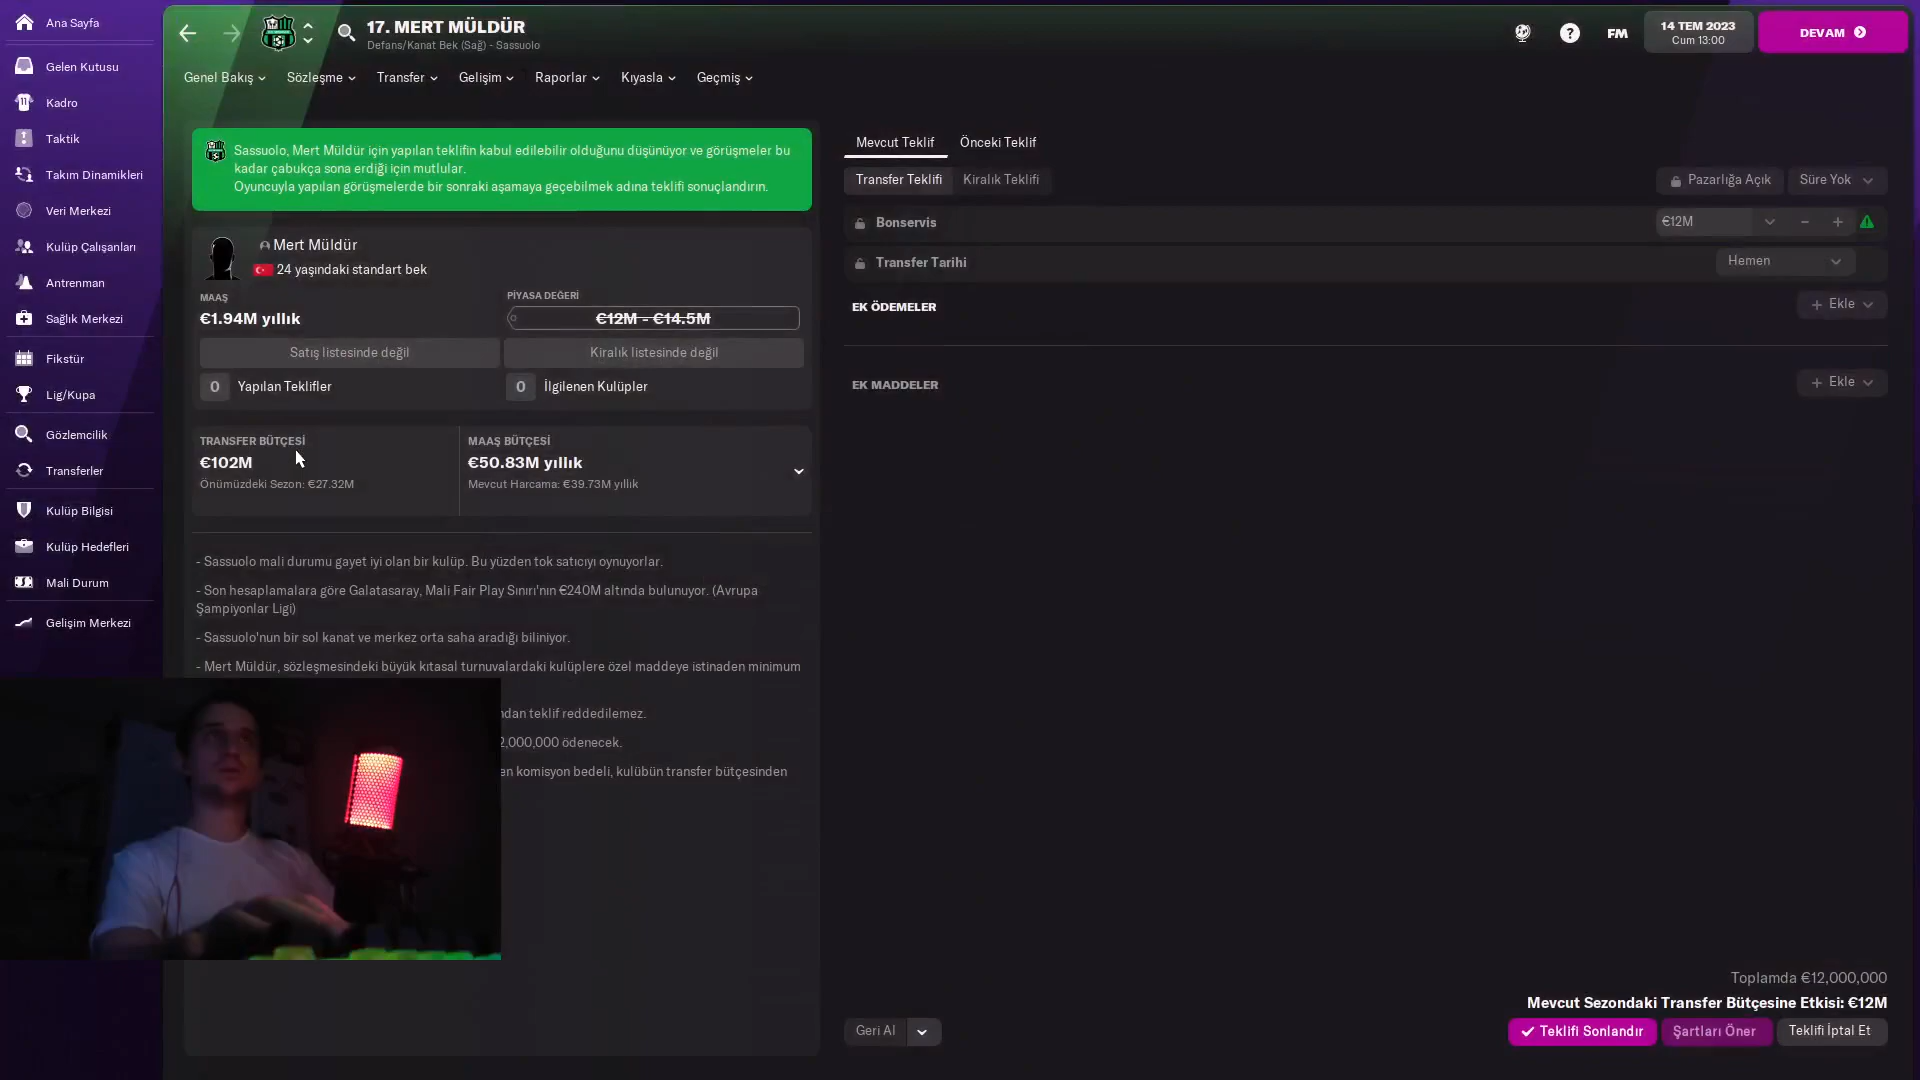 Ana Sayfa
Gelen Kutusu
Kadro
Taktik
Takım Dinamikleri
Veri Merkezi
Kulüp Çalışanları
Antrenman
Sağlık Merkezi
Fikstür
Lig/Kupa
Gözlemcilik
Transferler
Kulüp Bilgisi
Kulüp Hedefleri
Mali Durum
Gelişim Merkezi
17. MERT MÜLDÜR
Defans/Kanat Bek (Sağ) - Sassuolo
FM
14 TEM 2023
Cum 13:00
DEVAM
Genel Bakış
Sözleşme
Transfer
Gelişim
Raporlar
Kıyasla
Geçmiş
Sassuolo, Mert Müldür için yapılan teklifin kabul edilebilir olduğunu düşünüyor ve görüşmeler bu
kadar çabukça sona erdiği için mutlular.
Oyuncuyla yapılan görüşmelerde bir sonraki aşamaya geçebilmek adına teklifi sonuçlandırın.
Mert Müldür
24 yaşındaki standart bek
MAAŞ
€1.94M yıllık
PİYASA DEĞERİ
€12M - €14.5M
Satış listesinde değil
Kiralık listesinde değil
0 Yapılan Teklifler
0 İlgilenen Kulüpler
TRANSFER BÜTÇESİ
€102M
Önümüzdeki Sezon: €27.32M
MAAŞ BÜTÇESİ
€50.83M yıllık
Mevcut Harcama: €39.73M yıllık
- Sassuolo mali durumu gayet iyi olan bir kulüp. Bu yüzden tok satıcıyı oynuyorlar.
- Son hesaplamalara göre Galatasaray, Mali Fair Play Sınırı'nın €240M altında bulunuyor. (Avrupa
Şampiyonlar Ligi)
- Sassuolo'nun bir sol kanat ve merkez orta saha aradığı biliniyor.
- Mert Müldür, sözleşmesindeki büyük kıtasal turnuvalardaki kulüplere özel maddeye istinaden minimum
teklif reddedilemez.
2,000,000 ödenecek.
komisyon bedeli, kulübün transfer bütçesinden
Mevcut Teklif
Önceki Teklif
Transfer Teklifi
Kiralık Teklifi
Pazarlığa Açık
Süre Yok
Bonservis
€12M
Transfer Tarihi
Hemen
EK ÖDEMELER
Ekle
EK MADDELER
Ekle
Toplamda €12,000,000
Mevcut Sezondaki Transfer Bütçesine Etkisi: €12M
Geri Al
Teklifi Sonlandır
Şartları Öner
Teklifi İptal Et